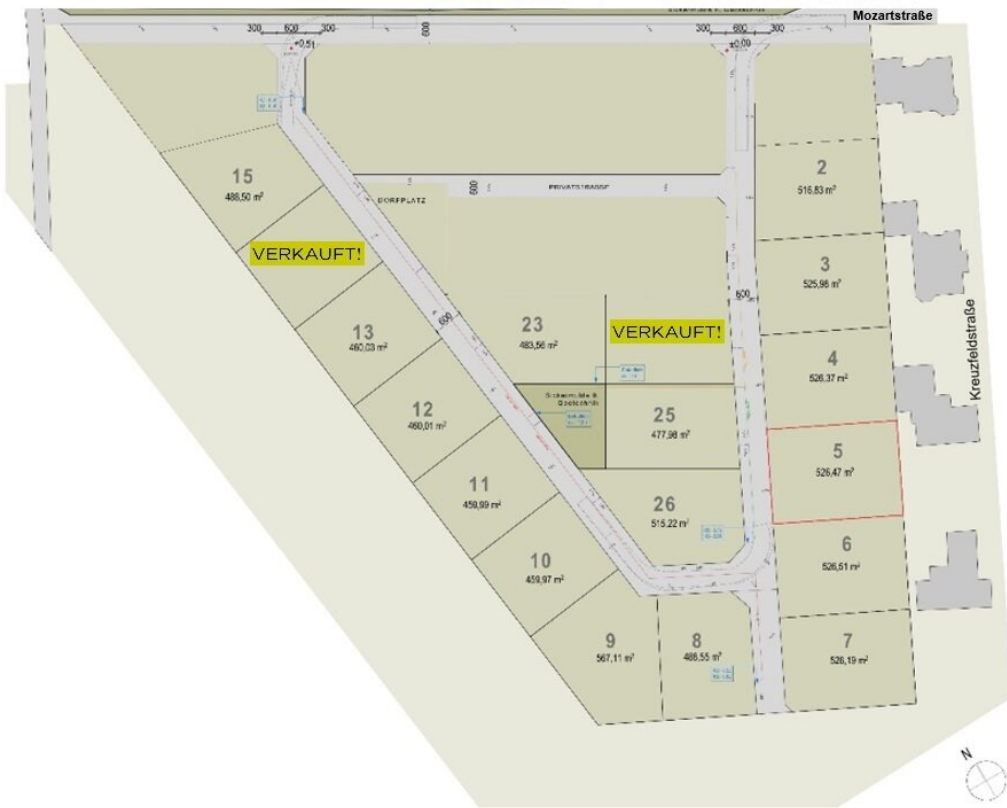 Mozartstraße
300 600 300
600
300 600 300
+0,51
±0,00
15
486,50 m²
2
516,83 m²
PRIVATSTRASSE
600
DORFPLATZ
VERKAUFT!
3
525,98 m²
600
13
460,03 m²
600
23
483,56 m²
VERKAUFT!
Kreuzfeldstraße
4
526,37 m²
12
460,01 m²
25
477,98 m²
5
526,47 m²
11
459,99 m²
26
515,22 m²
6
526,51 m²
10
459,97 m²
9
567,11 m²
8
486,55 m²
7
526,19 m²
N